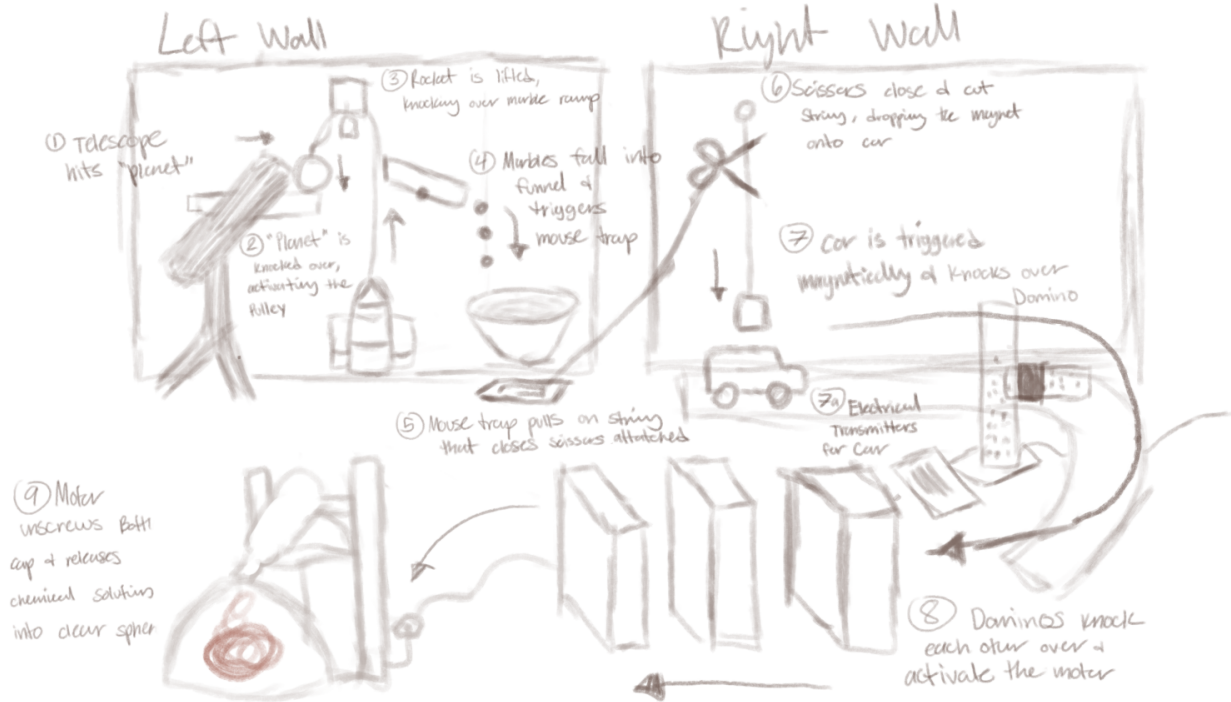 Left Wall
Right Wall
① Telescope
hits "planet"
② "Planet" is
knocked over,
activating the
Pulley
③ Rocket is lifted,
knocking over marble ramp
④ Marbles fall into
funnel &
triggers
mouse trap
⑤ Mouse trap pulls on string
that closes scissors attatched
⑥ Scissors close & cut
string, dropping the magnet
onto car
⑦ Car is triggered
magnetically & knocks over
Domino
⑦a Electrical
Transmitters
for Car
⑧ Dominos knock
each other over &
activate the motor
⑨ Motor
unscrews Bottl
cap & releases
chemical solution
into clear spher